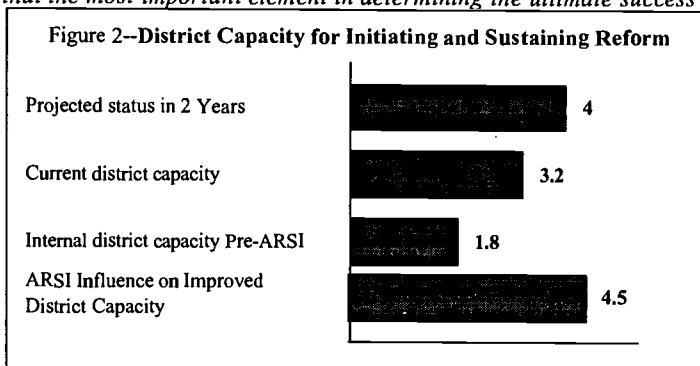 that the most important element in determining the ultimate success
Figure 2--District Capacity for Initiating and Sustaining Reform
Projected status in 2 Years
4
Current district capacity
3.2
Internal district capacity Pre-ARSI
1.8
ARSI Influence on Improved
District Capacity
4.5